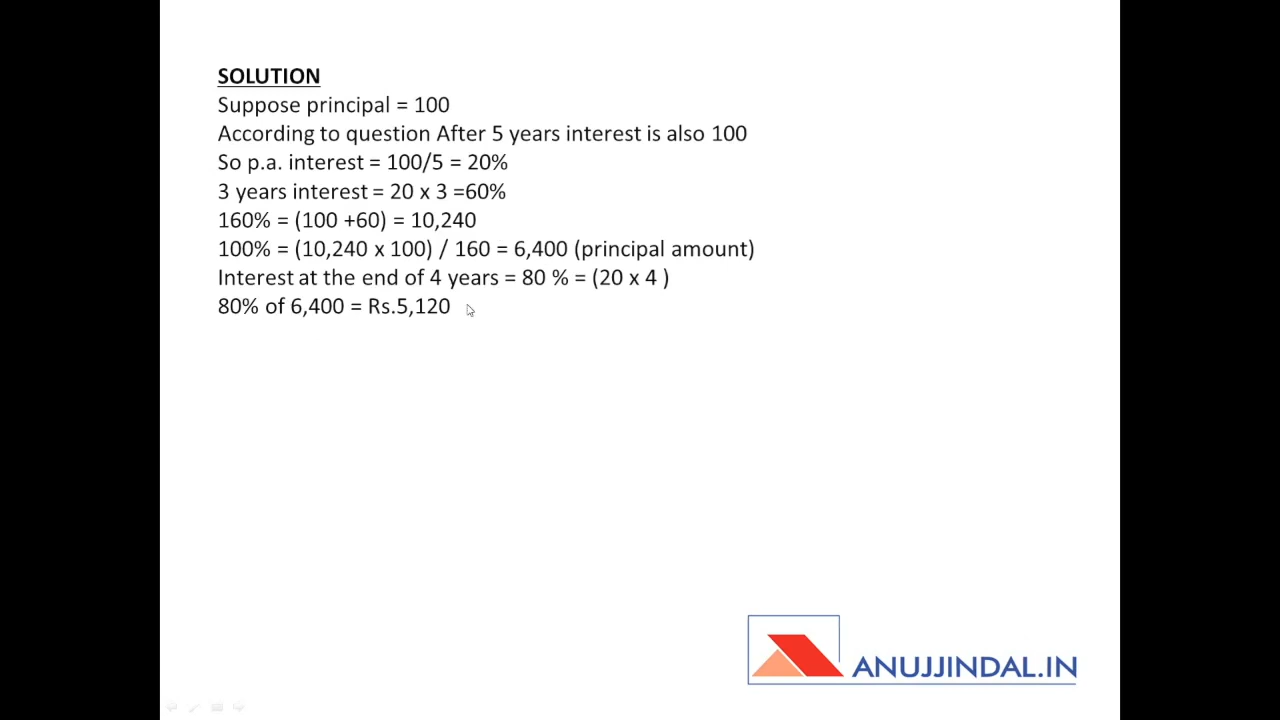 SOLUTION
Suppose principal = 100
According to question After 5 years interest is also 100
So p.a. interest = 100/5 = 20%
3 years interest = 20 x 3 =60%
160% = (100 +60) = 10,240
100% = (10,240 x 100) / 160 = 6,400 (principal amount)
Interest at the end of 4 years = 80 % = (20 x 4 )
80% of 6,400 = Rs.5,120
ANUJJINDAL.IN